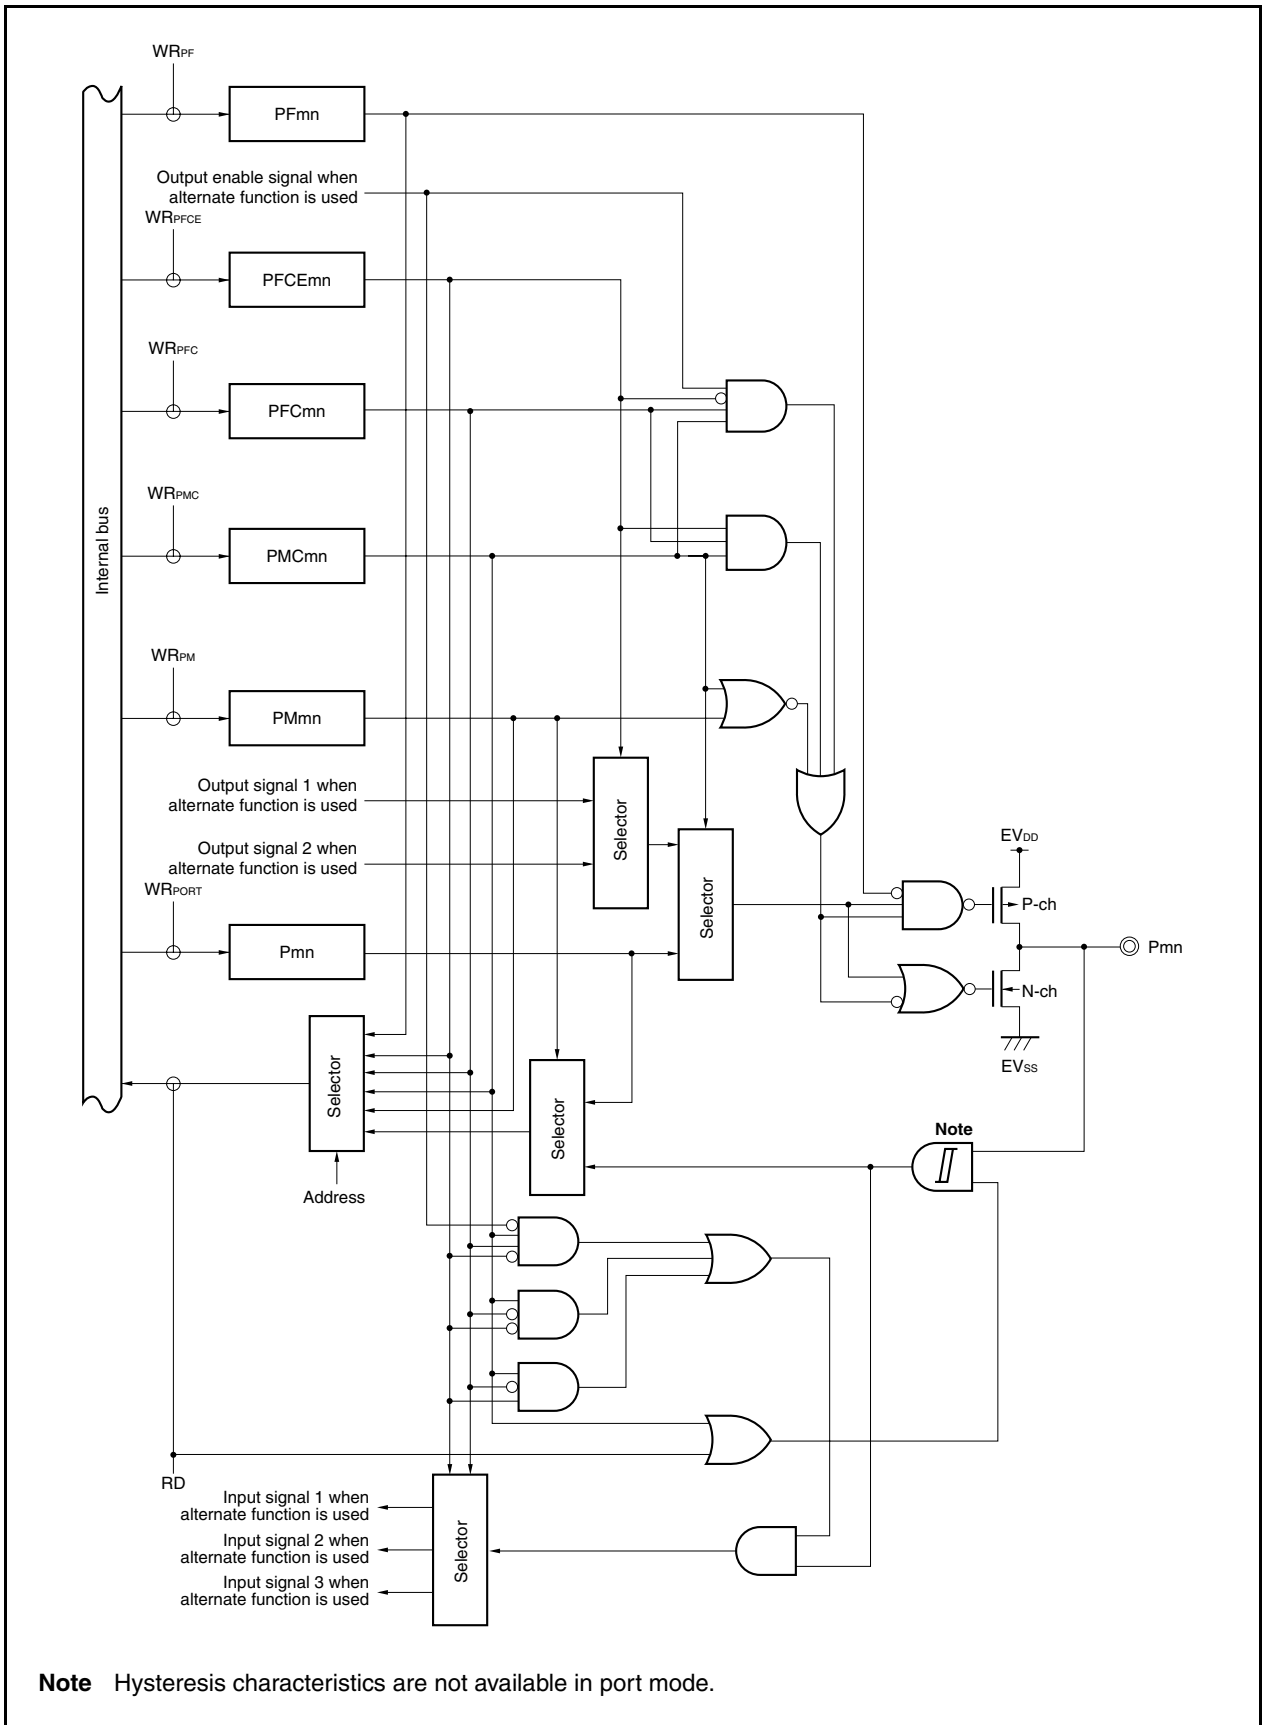 WRPF
PFmn
Output enable signal when
alternate function is used
WRPFCE
PFCEmn
WRPFC
PFCmn
WRPMC
Internal bus
PMCmn
WRPM
PMmn
Output signal 1 when
alternate function is used
Selector
Output signal 2 when
alternate function is used
Selector
EVDD
P-ch
WRPORT
Pmn
Pmn
N-ch
EVSS
Selector
Selector
Address
Note
RD
Input signal 1 when
alternate function is used
Input signal 2 when
alternate function is used
Input signal 3 when
alternate function is used
Selector
Note Hysteresis characteristics are not available in port mode.